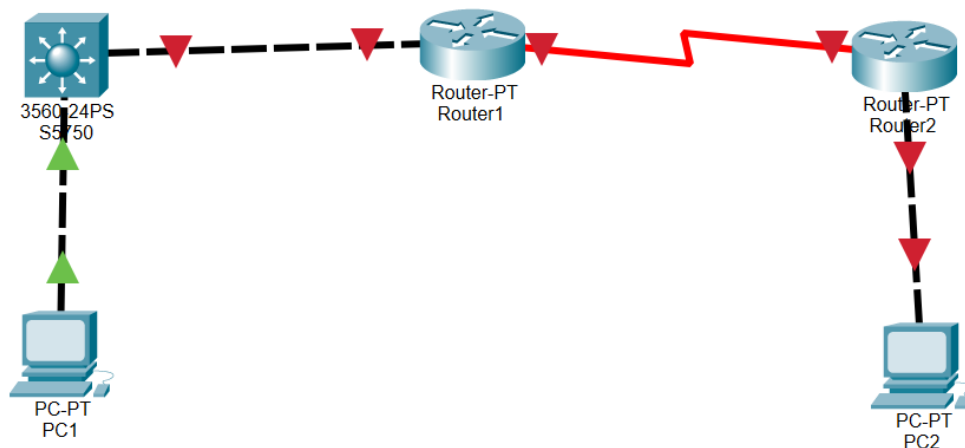 3560-24PS
S5750
Router-PT
Router1
Router-PT
Router2
PC-PT
PC1
PC-PT
PC2